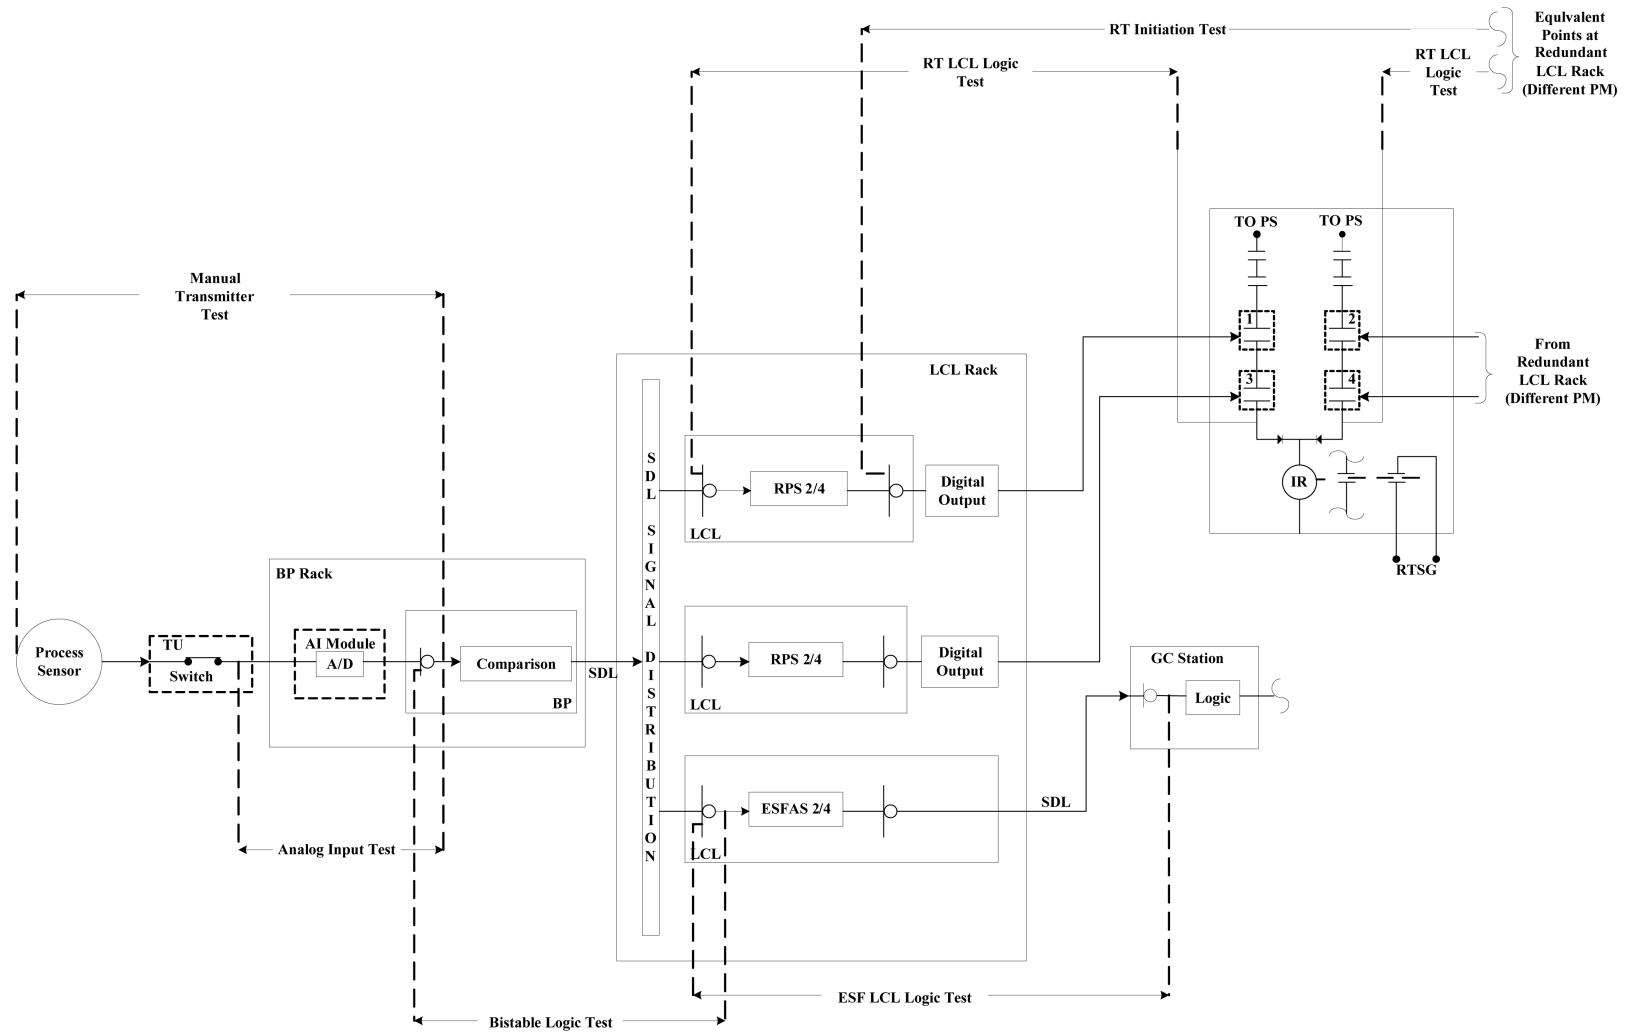 RT Initiation Test
Equlvalent
Points at
Redundant
LCL Rack
(Different PM)
RT LCL Logic
Test
RT LCL
Logic
Test
TO PS
TO PS
Manual
Transmitter
Test
1
2
3
4
From
Redundant
LCL Rack
(Different PM)
LCL Rack
SDL SIGNAL DISTRIBUTION
RPS 2/4
LCL
Digital
Output
IR
RTSG
BP Rack
Process
Sensor
TU
Switch
AI Module
A/D
Comparison
BP
SDL
RPS 2/4
LCL
Digital
Output
GC Station
Logic
ESFAS 2/4
LCL
SDL
Analog Input Test
ESF LCL Logic Test
Bistable Logic Test